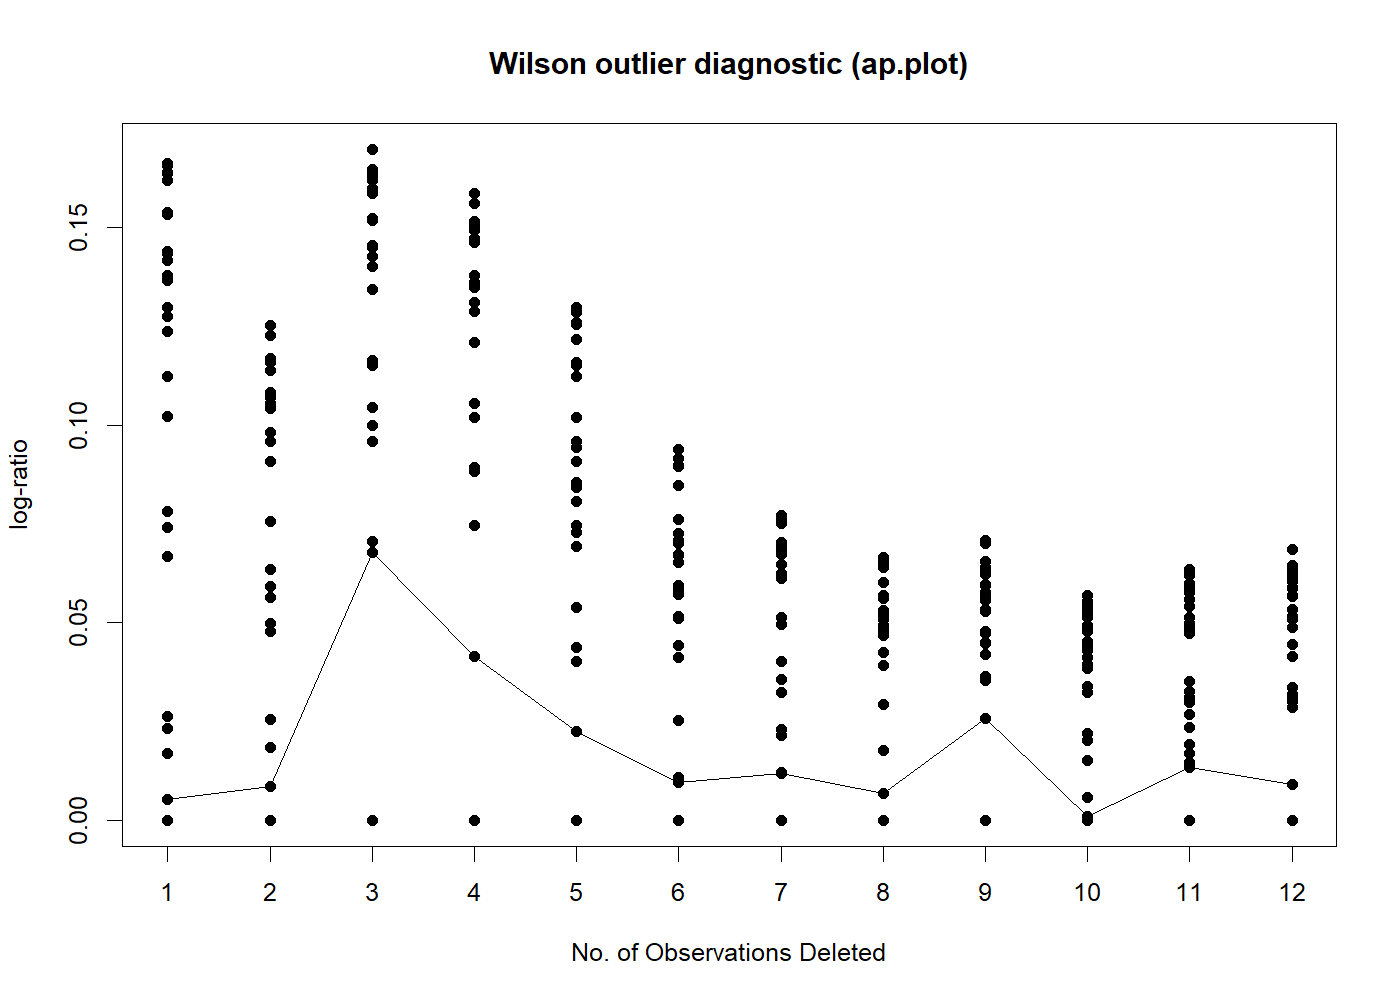 Wilson outlier diagnostic (ap.plot)
0.15
0.10
0.05
0.00
log-ratio
1 2 3 4 5 6 7 8 9 10 11 12
No. of Observations Deleted